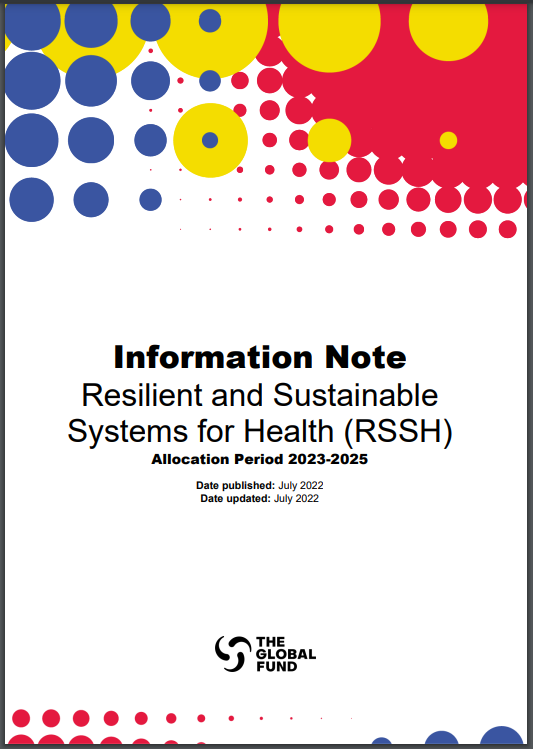 Information Note
Resilient and Sustainable
Systems for Health (RSSH)
Allocation Period 2023-2025
Date published: July 2022
Date updated: July 2022
THE
GLOBAL
FUND